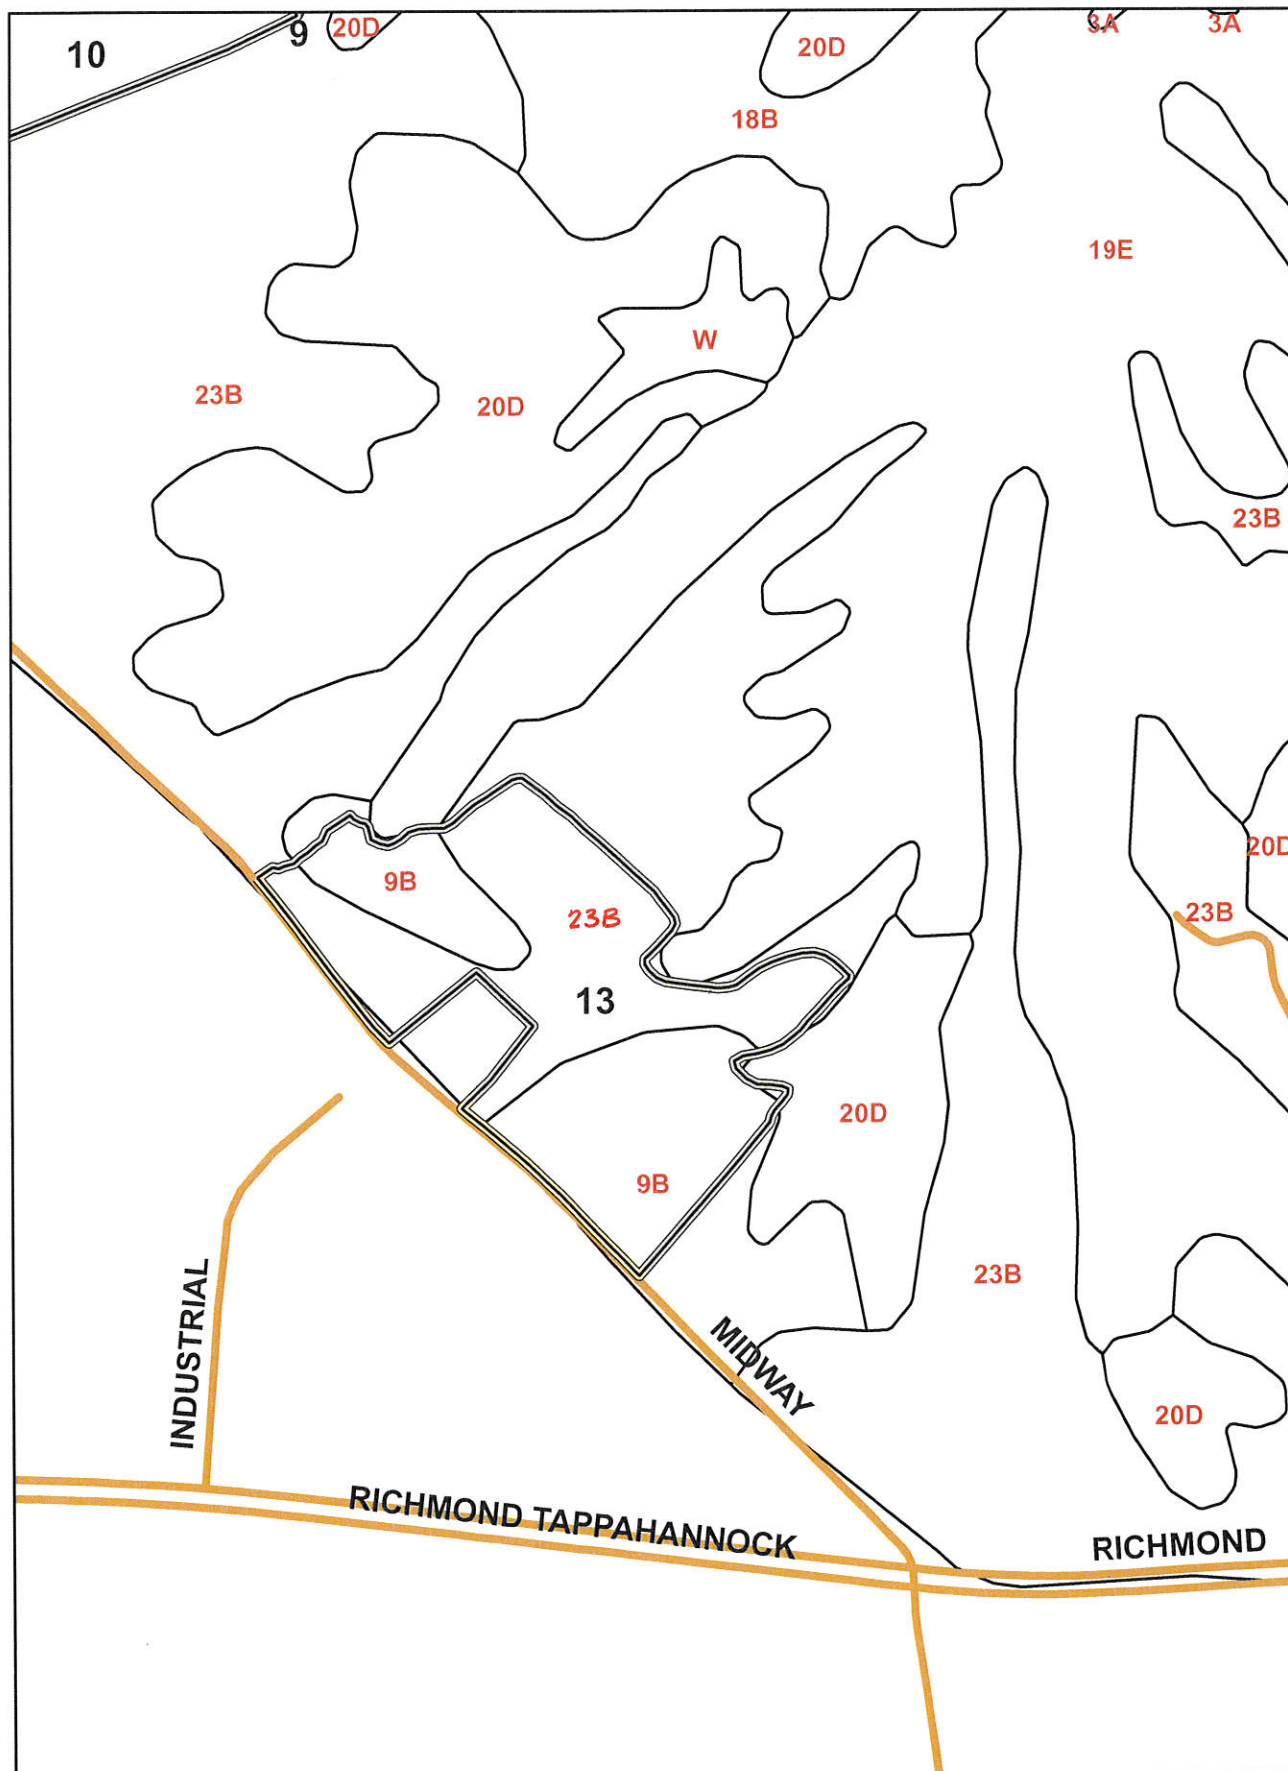 10
9
20D
20D
3A
3A
18B
19E
W
23B
20D
23B
20D
9B
23B
23B
13
20D
9B
23B
MIDWAY
INDUSTRIAL
20D
RICHMOND TAPPAHANNOCK
RICHMOND